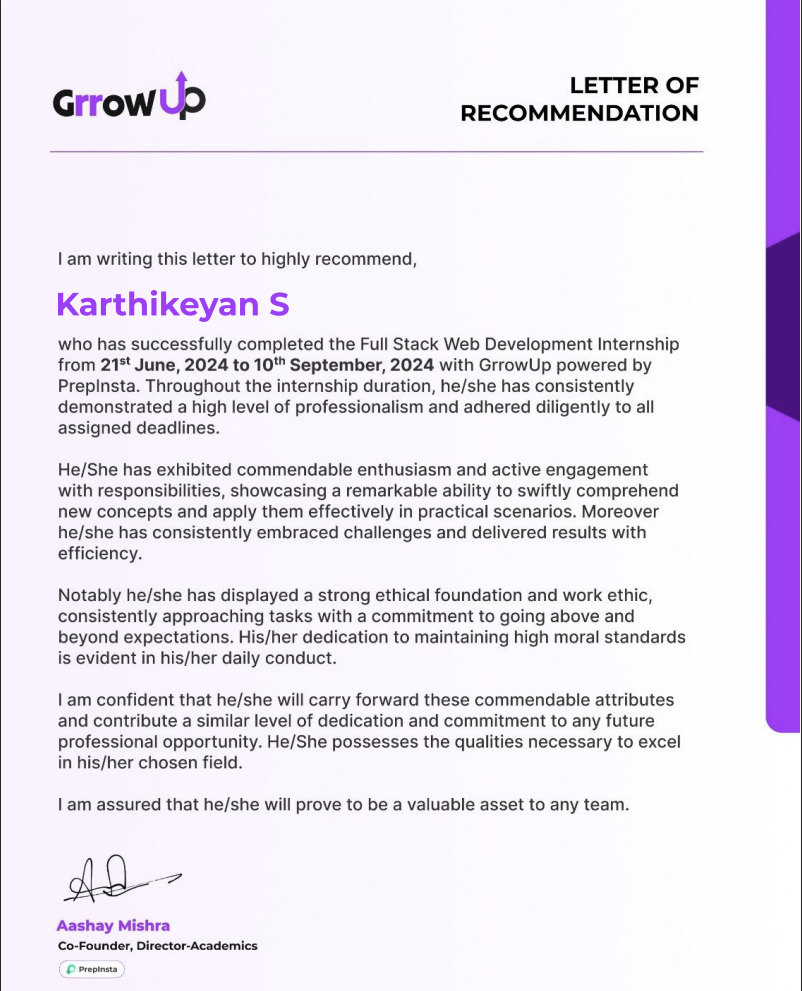 GrrowUp
LETTER OF
RECOMMENDATION
I am writing this letter to highly recommend,
Karthikeyan S
who has successfully completed the Full Stack Web Development Internship
from 21st June, 2024 to 10th September, 2024 with GrrowUp powered by
PrepInsta. Throughout the internship duration, he/she has consistently
demonstrated a high level of professionalism and adhered diligently to all
assigned deadlines.
He/She has exhibited commendable enthusiasm and active engagement
with responsibilities, showcasing a remarkable ability to swiftly comprehend
new concepts and apply them effectively in practical scenarios. Moreover
he/she has consistently embraced challenges and delivered results with
efficiency.
Notably he/she has displayed a strong ethical foundation and work ethic,
consistently approaching tasks with a commitment to going above and
beyond expectations. His/her dedication to maintaining high moral standards
is evident in his/her daily conduct.
I am confident that he/she will carry forward these commendable attributes
and contribute a similar level of dedication and commitment to any future
professional opportunity. He/She possesses the qualities necessary to excel
in his/her chosen field.
I am assured that he/she will prove to be a valuable asset to any team.
Aashay Mishra
Co-Founder, Director-Academics
PrepInsta